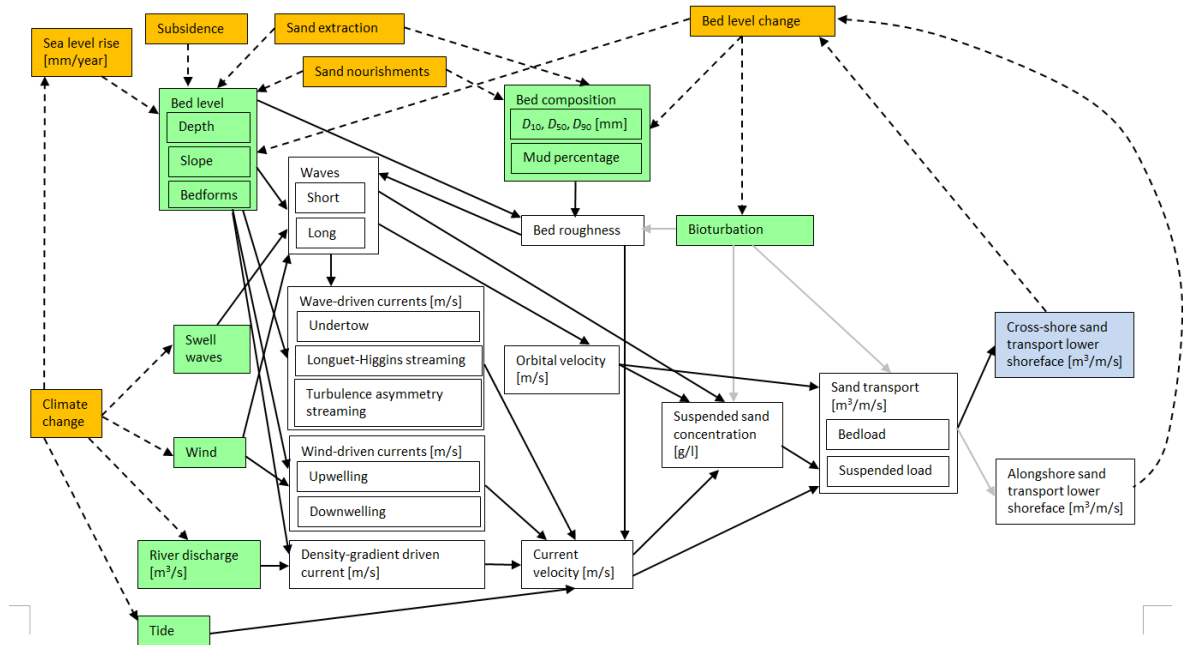 Sea level rise
[mm/year]
Subsidence
Sand extraction
Sand nourishments
Bed level change
Bed level
Depth
Slope
Bedforms
Bed composition
D10, D50, D90 [mm]
Mud percentage
Waves
Short
Long
Bed roughness
Bioturbation
Wave-driven currents [m/s]
Undertow
Longuet-Higgins streaming
Turbulence asymmetry
streaming
Swell
waves
Orbital velocity
[m/s]
Cross-shore sand
transport lower
shoreface [m³/m/s]
Climate
change
Wind
Wind-driven currents [m/s]
Upwelling
Downwelling
Suspended sand
concentration
[g/l]
Sand transport
[m³/m/s]
Bedload
Suspended load
Alongshore sand
transport lower
shoreface [m³/m/s]
River discharge
[m³/s]
Density-gradient driven
current [m/s]
Current
velocity [m/s]
Tide